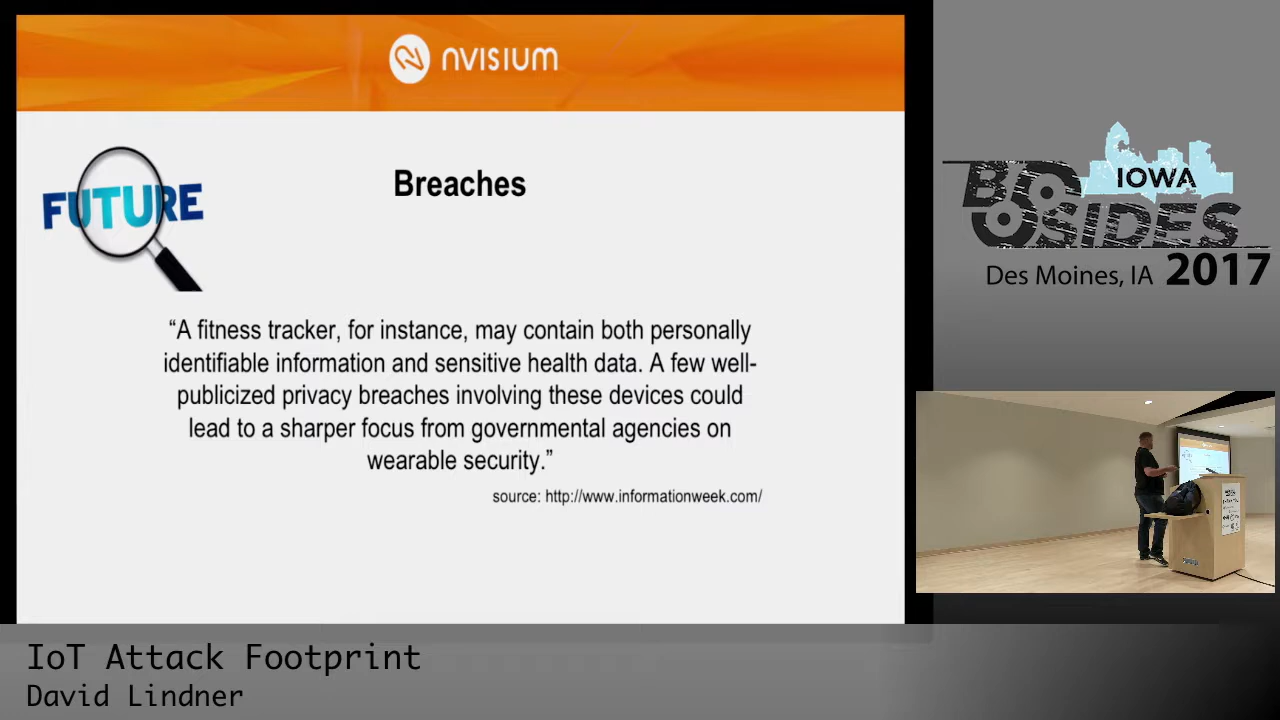 nVISIUM
FUTURE
Breaches
“A fitness tracker, for instance, may contain both personally
identifiable information and sensitive health data. A few well-
publicized privacy breaches involving these devices could
lead to a sharper focus from governmental agencies on
wearable security.”
source: http://www.informationweek.com/
IOWA
BSIDES
Des Moines, IA 2017
IoT Attack Footprint
David Lindner